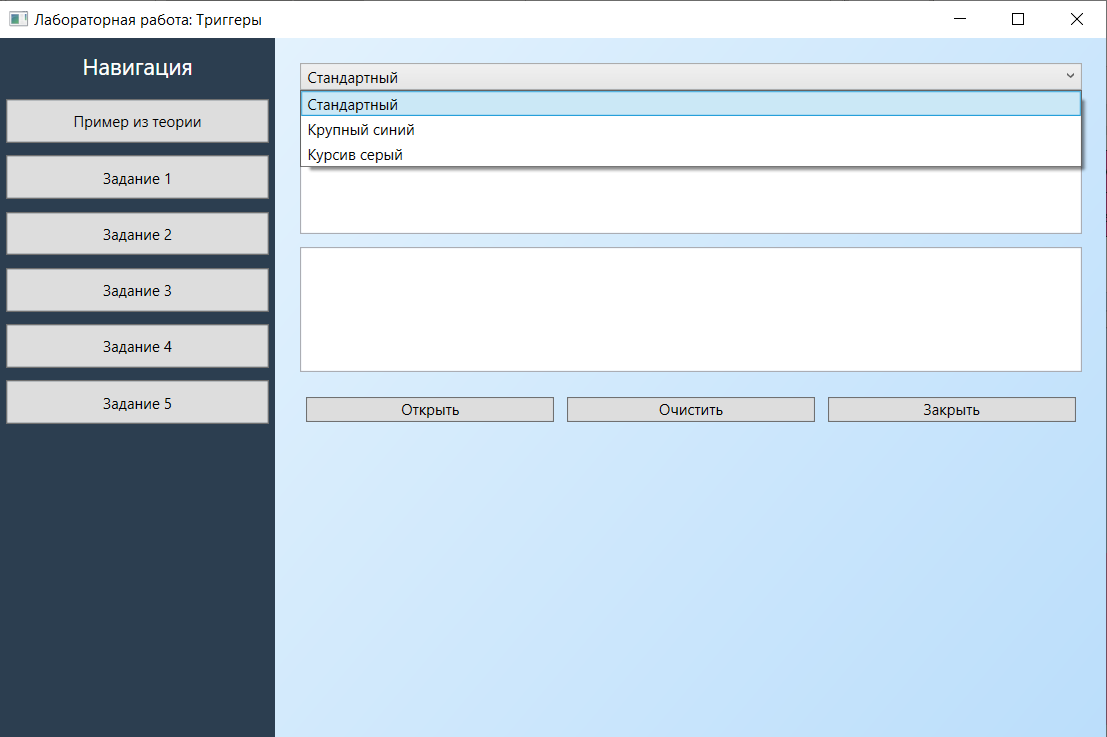 Лабораторная работа: Триггеры
Навигация
Пример из теории
Задание 1
Задание 2
Задание 3
Задание 4
Задание 5
Стандартный
Стандартный
Крупный синий
Курсив серый
Открыть
Очистить
Закрыть